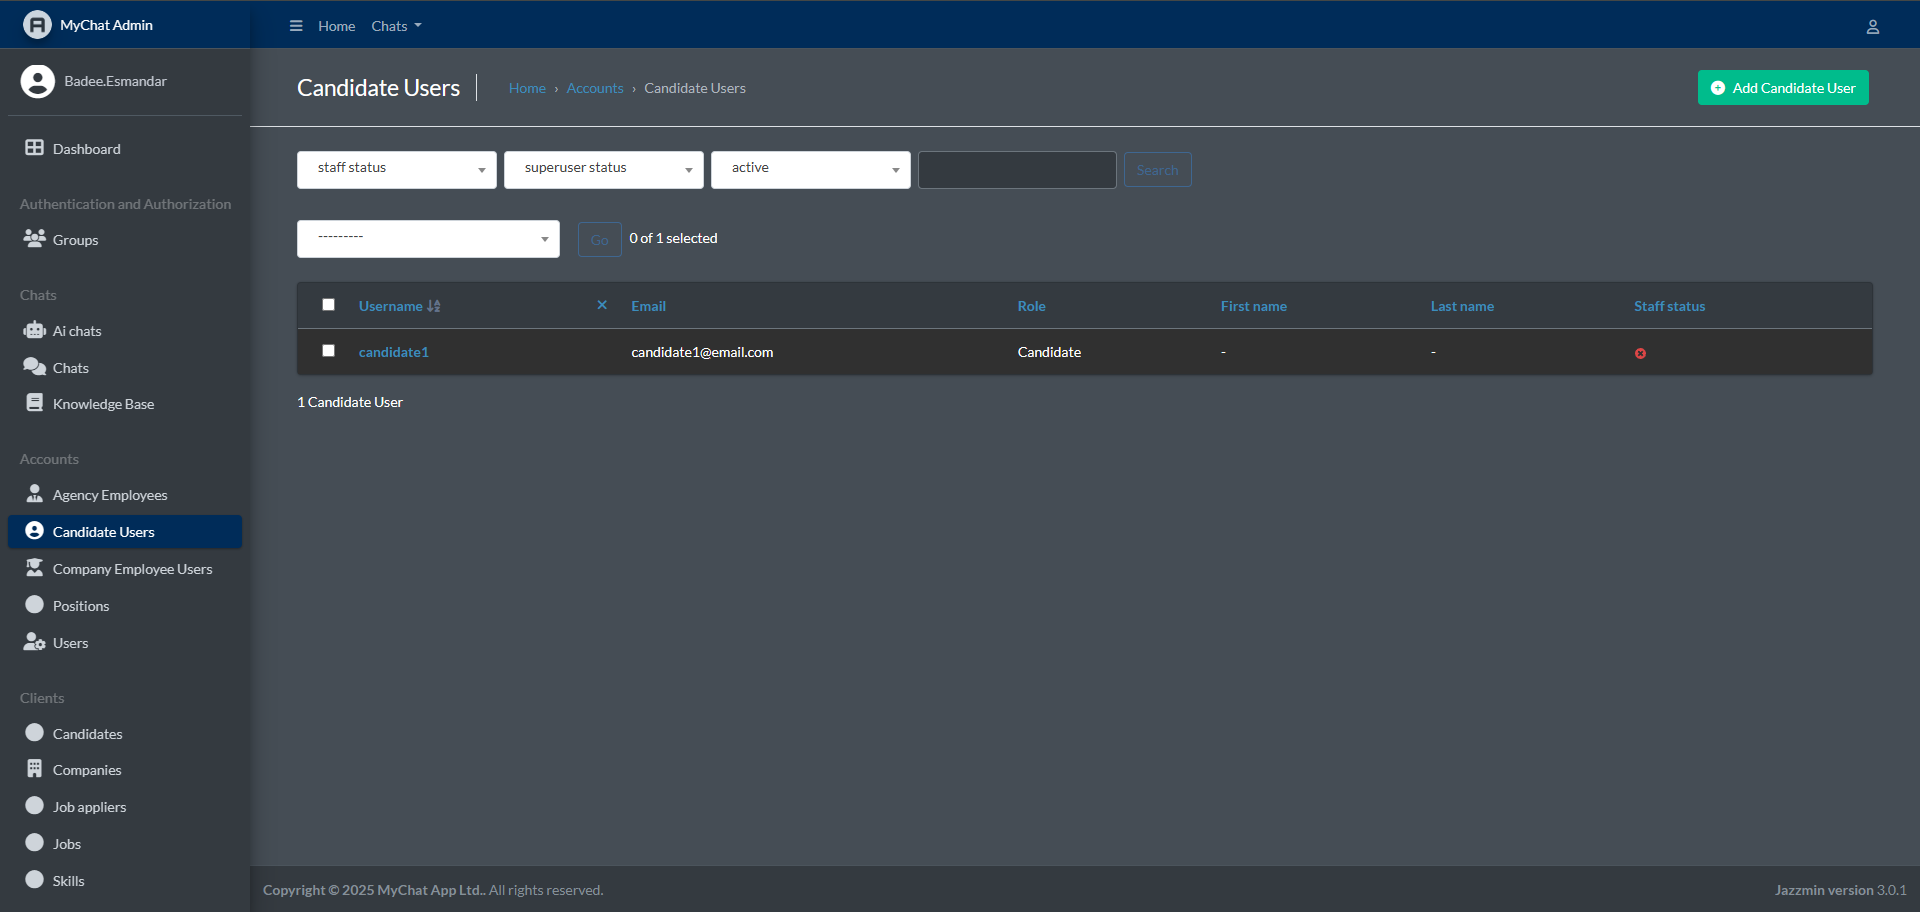 MyChat Admin
Home
Chats
Badee.Esmandar
Dashboard
Authentication and Authorization
Groups
Chats
Ai chats
Chats
Knowledge Base
Accounts
Agency Employees
Candidate Users
Company Employee Users
Positions
Users
Clients
Candidates
Companies
Job appliers
Jobs
Skills
Candidate Users
Home › Accounts › Candidate Users
Add Candidate User
staff status
superuser status
active
Search
---------
Go
0 of 1 selected
Username Email Role First name Last name Staff status
candidate1 candidate1@email.com Candidate - -
1 Candidate User
Copyright © 2025 MyChat App Ltd.. All rights reserved.
Jazzmin version 3.0.1